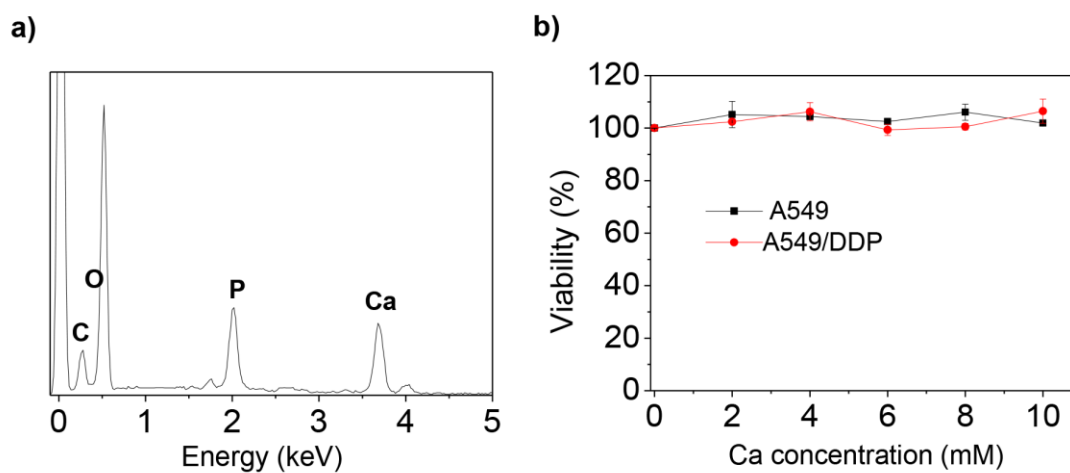 a)
C
O
P
Ca
0
1
2
3
4
5
Energy (keV)
b)
120
100
80
60
40
20
0
A549
A549/DDP
0
2
4
6
8
10
Viability (%)
Ca concentration (mM)